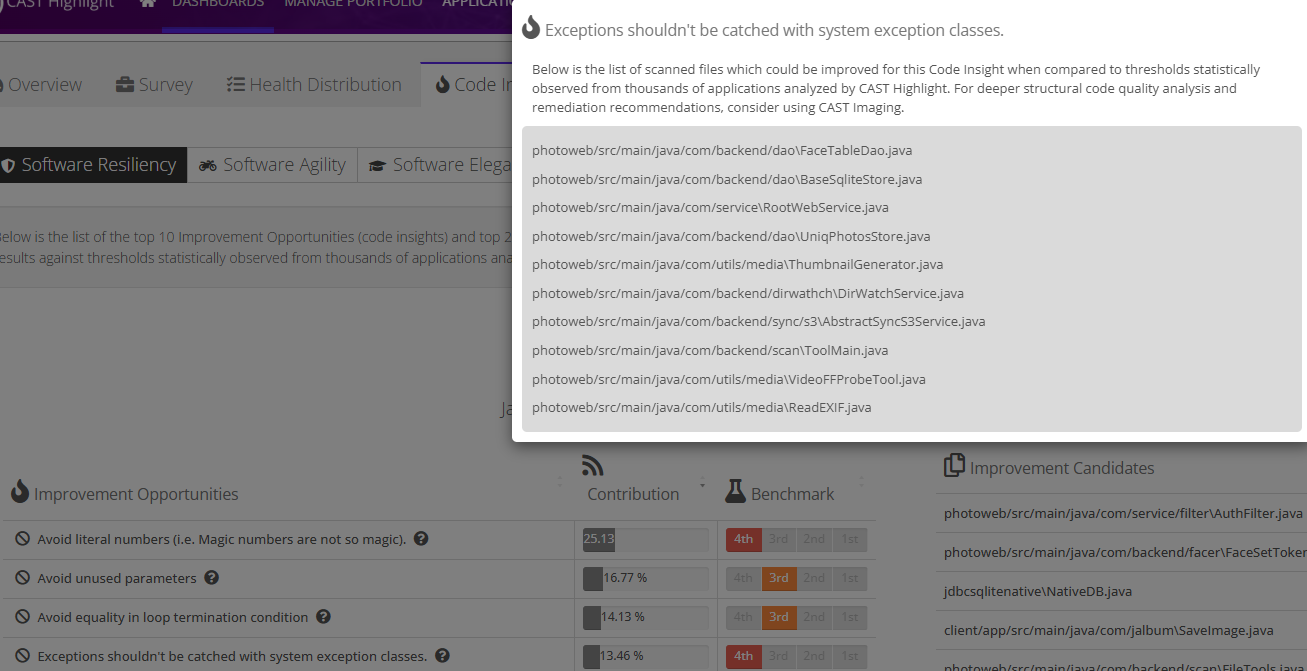 CAST Highlight
DASHBOARDS
MANAGE PORTFOLIO
Overview
Survey
Health Distribution
Code In
Software Resiliency
Software Agility
Software Elega
elow is the list of the top 10 Improvement Opportunities (code insights) and top 2
esults against thresholds statistically observed from thousands of applications ana
Ja
Exceptions shouldn't be catched with system exception classes.
Below is the list of scanned files which could be improved for this Code Insight when compared to thresholds statistically
observed from thousands of applications analyzed by CAST Highlight. For deeper structural code quality analysis and
remediation recommendations, consider using CAST Imaging.
photoweb/src/main/java/com/backend/dao\FaceTableDao.java
photoweb/src/main/java/com/backend/dao\BaseSqliteStore.java
photoweb/src/main/java/com/service\RootWebService.java
photoweb/src/main/java/com/backend/dao\UniqPhotosStore.java
photoweb/src/main/java/com/utils/media\ThumbnailGenerator.java
photoweb/src/main/java/com/backend/dirwathch\DirWatchService.java
photoweb/src/main/java/com/backend/sync/s3\AbstractSyncS3Service.java
photoweb/src/main/java/com/backend/scan\ToolMain.java
photoweb/src/main/java/com/utils/media\VideoFFProbeTool.java
photoweb/src/main/java/com/utils/media\ReadEXIF.java
Improvement Opportunities
Contribution
Benchmark
Avoid literal numbers (i.e. Magic numbers are not so magic).
25.13
4th 3rd 2nd 1st
Avoid unused parameters
16.77 %
4th 3rd 2nd 1st
Avoid equality in loop termination condition
14.13 %
4th 3rd 2nd 1st
Exceptions shouldn't be catched with system exception classes.
13.46 %
4th 3rd 2nd 1st
Improvement Candidates
photoweb/src/main/java/com/service/filter\AuthFilter.java
photoweb/src/main/java/com/backend/facer\FaceSetToken
jdbcsqlitenative\NativeDB.java
client/app/src/main/java/com/jalbum\SaveImage.java
photoweb/src/main/java/com/backend/scan\FileTools.java